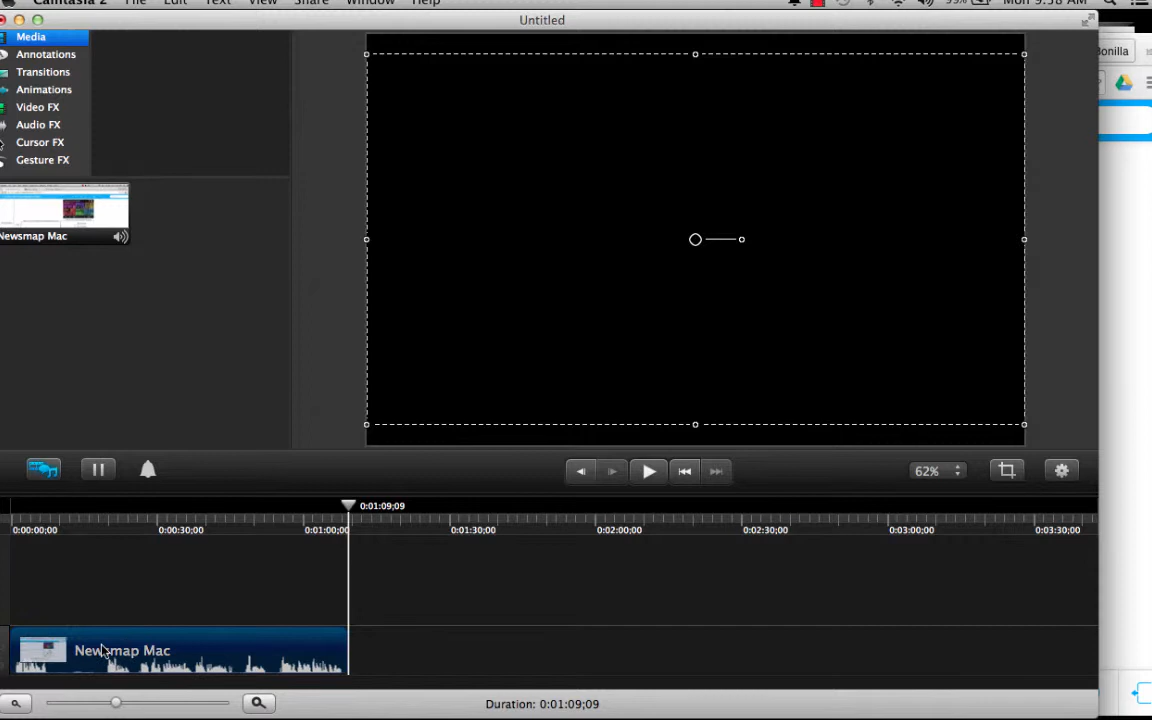 Camtasia 2 File Edit Text View Share Window Help 99% Mon 9:38 AM
Untitled
Media
Annotations
Transitions
Animations
Video FX
Audio FX
Cursor FX
Gesture FX
Newsmap Mac
Bonilla
62%
0:01:09;09
0:00:00;00 0:00:30;00 0:01:00;00 0:01:30;00 0:02:00;00 0:02:30;00 0:03:00;00 0:03:30;00
Newsmap Mac
Duration: 0:01:09;09